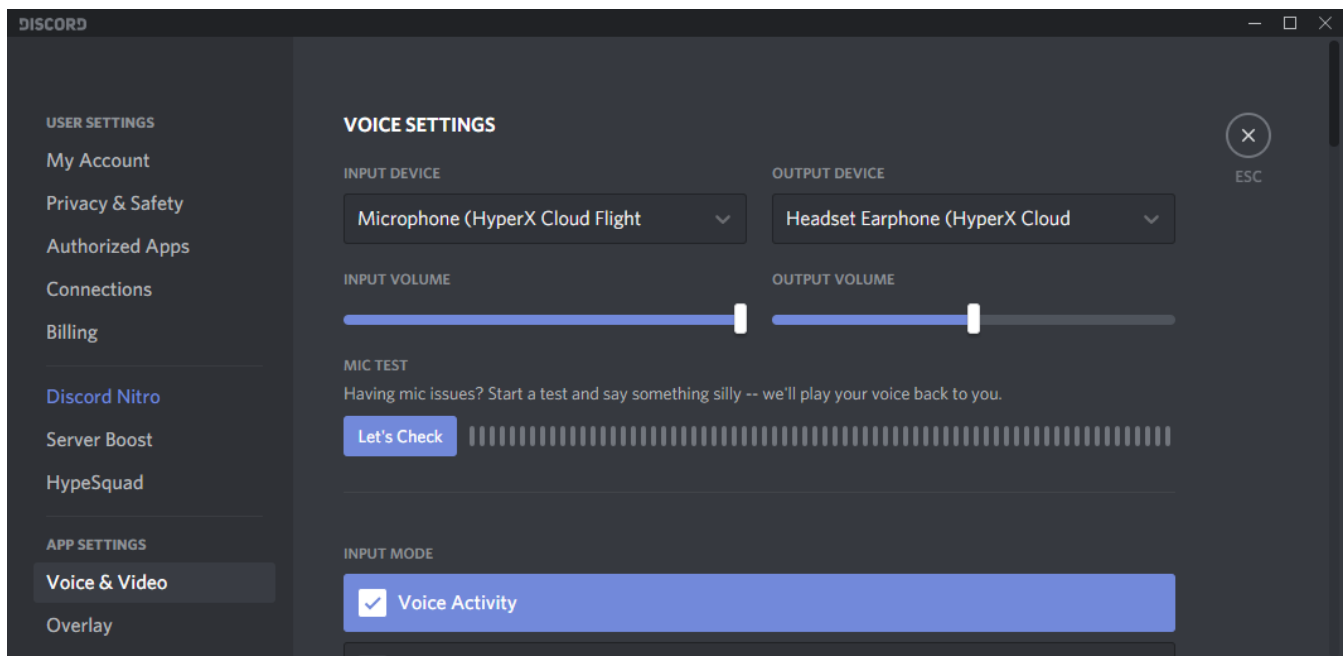 DISCORD
USER SETTINGS
My Account
Privacy & Safety
Authorized Apps
Connections
Billing
Discord Nitro
Server Boost
HypeSquad
APP SETTINGS
Voice & Video
Overlay
VOICE SETTINGS
INPUT DEVICE
Microphone (HyperX Cloud Flight
OUTPUT DEVICE
Headset Earphone (HyperX Cloud
INPUT VOLUME
OUTPUT VOLUME
MIC TEST
Having mic issues? Start a test and say something silly -- we'll play your voice back to you.
Let's Check
INPUT MODE
Voice Activity
ESC